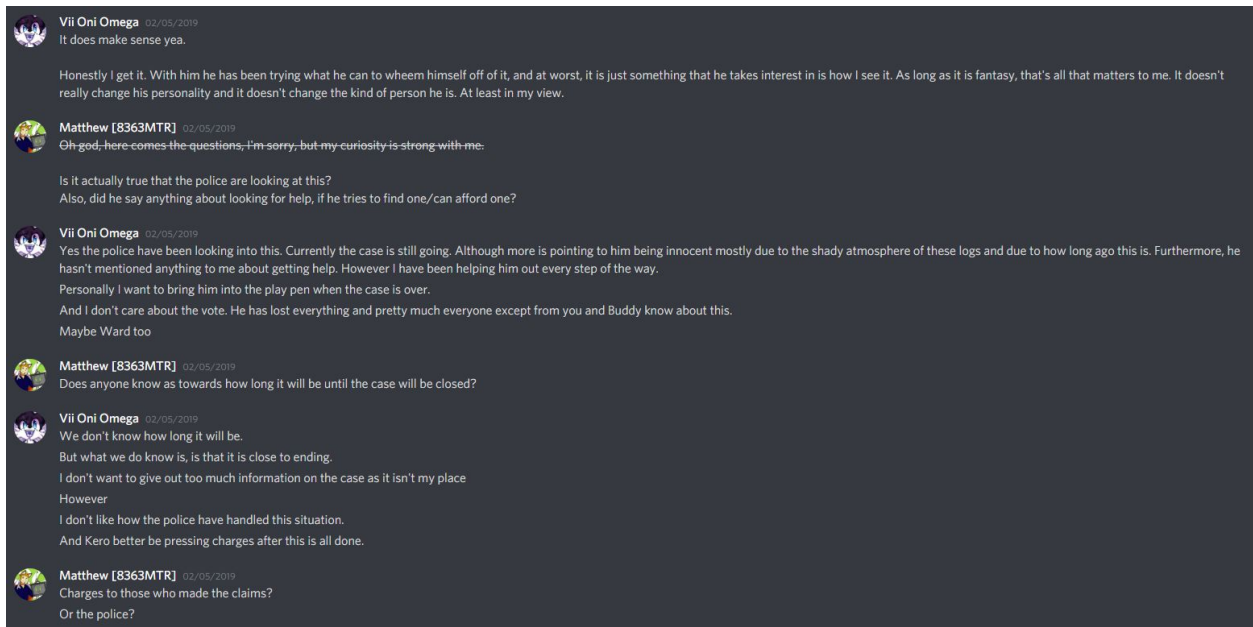 Vii Oni Omega 02/05/2019
It does make sense yea.
Honestly I get it. With him he has been trying what he can to wheem himself off of it, and at worst, it is just something that he takes interest in is how I see it. As long as it is fantasy, that's all that matters to me. It doesn't
really change his personality and it doesn't change the kind of person he is. At least in my view.
Matthew [8363MTR] 02/05/2019
Oh god, here comes the questions, I'm sorry, but my curiosity is strong with me.
Is it actually true that the police are looking at this?
Also, did he say anything about looking for help, if he tries to find one/can afford one?
Vii Oni Omega 02/05/2019
Yes the police have been looking into this. Currently the case is still going. Although more is pointing to him being innocent mostly due to the shady atmosphere of these logs and due to how long ago this is. Furthermore, he
hasn't mentioned anything to me about getting help. However I have been helping him out every step of the way.
Personally I want to bring him into the play pen when the case is over.
And I don't care about the vote. He has lost everything and pretty much everyone except from you and Buddy know about this.
Maybe Ward too
Matthew [8363MTR] 02/05/2019
Does anyone know as towards how long it will be until the case will be closed?
Vii Oni Omega 02/05/2019
We don't know how long it will be.
But what we do know is, is that it is close to ending.
I don't want to give out too much information on the case as it isn't my place
However
I don't like how the police have handled this situation.
And Kero better be pressing charges after this is all done.
Matthew [8363MTR] 02/05/2019
Charges to those who made the claims?
Or the police?